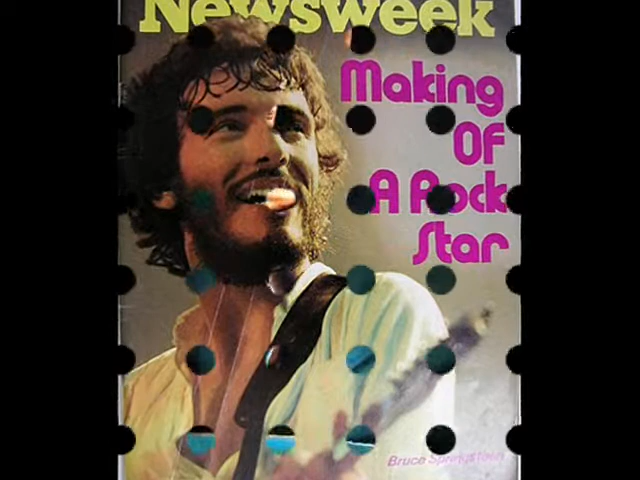 Newsweek
Making
Of
A Rock
Star
Bruce Springsteen